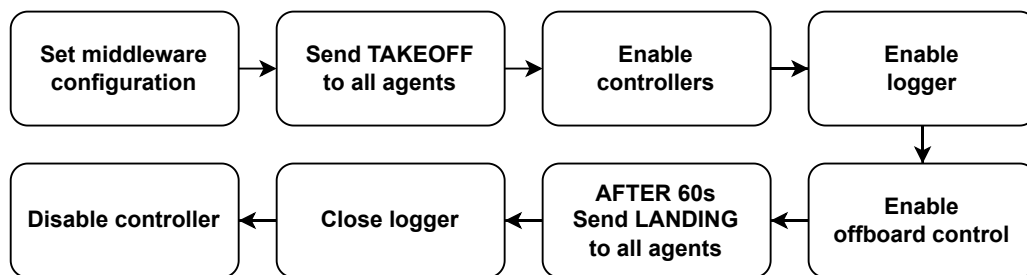 Set middleware
configuration
Send TAKEOFF
to all agents
Enable
controllers
Enable
logger
Enable
offboard control
AFTER 60s
Send LANDING
to all agents
Close logger
Disable controller